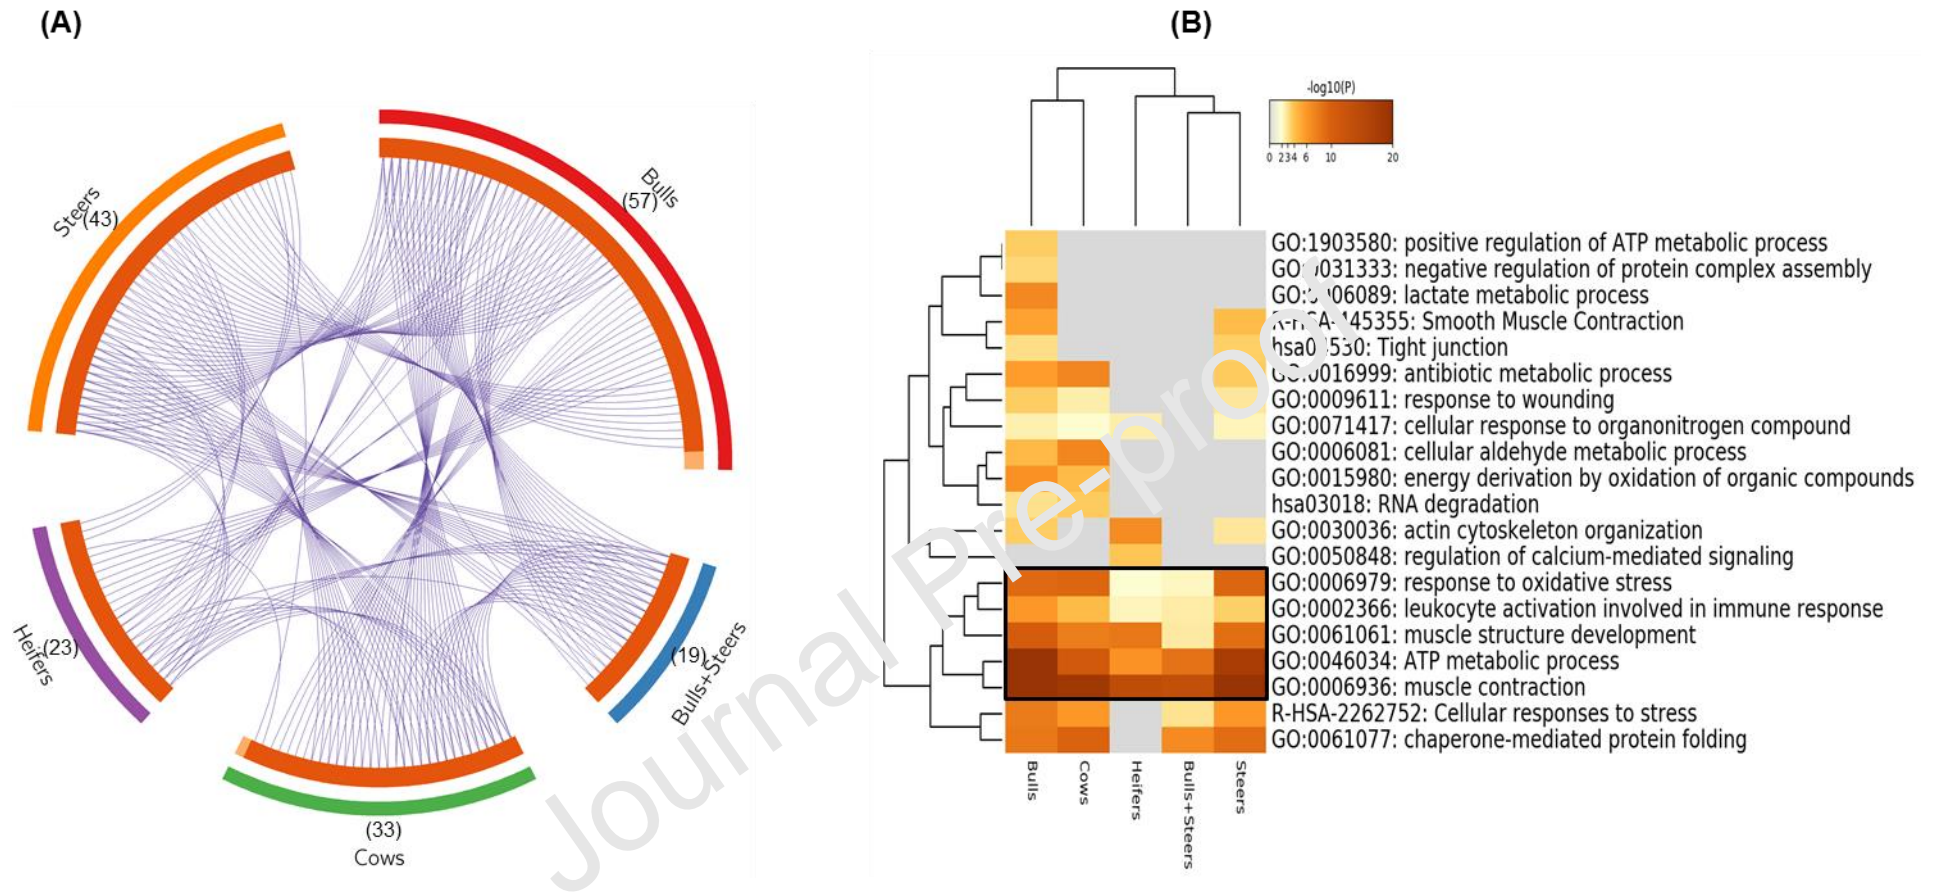 (A)
(B)
Steers
(43)
Bulls
(57)
Heifers
(23)
Cows
(33)
Bulls+Steers
(19)
-log10(P)
0 2 3 4 6 10 20
GO:1903580: positive regulation of ATP metabolic process
negative regulation of protein complex assembly
lactate metabolic process
Smooth Muscle Contraction
Tight junction
antibiotic metabolic process
GO:0009611: response to wounding
GO:0071417: cellular response to organonitrogen compound
GO:0006081: cellular aldehyde metabolic process
GO:0015980: energy derivation by oxidation of organic compounds
hsa03018: RNA degradation
GO:0030036: actin cytoskeleton organization
GO:0050848: regulation of calcium-mediated signaling
GO:0006979: response to oxidative stress
GO:0002366: leukocyte activation involved in immune response
GO:0061061: muscle structure development
GO:0046034: ATP metabolic process
GO:0006936: muscle contraction
R-HSA-2262752: Cellular responses to stress
GO:0061077: chaperone-mediated protein folding
Bulls
Cows
Heifers
Bulls+Steers
Steers
Journal Pre-proof